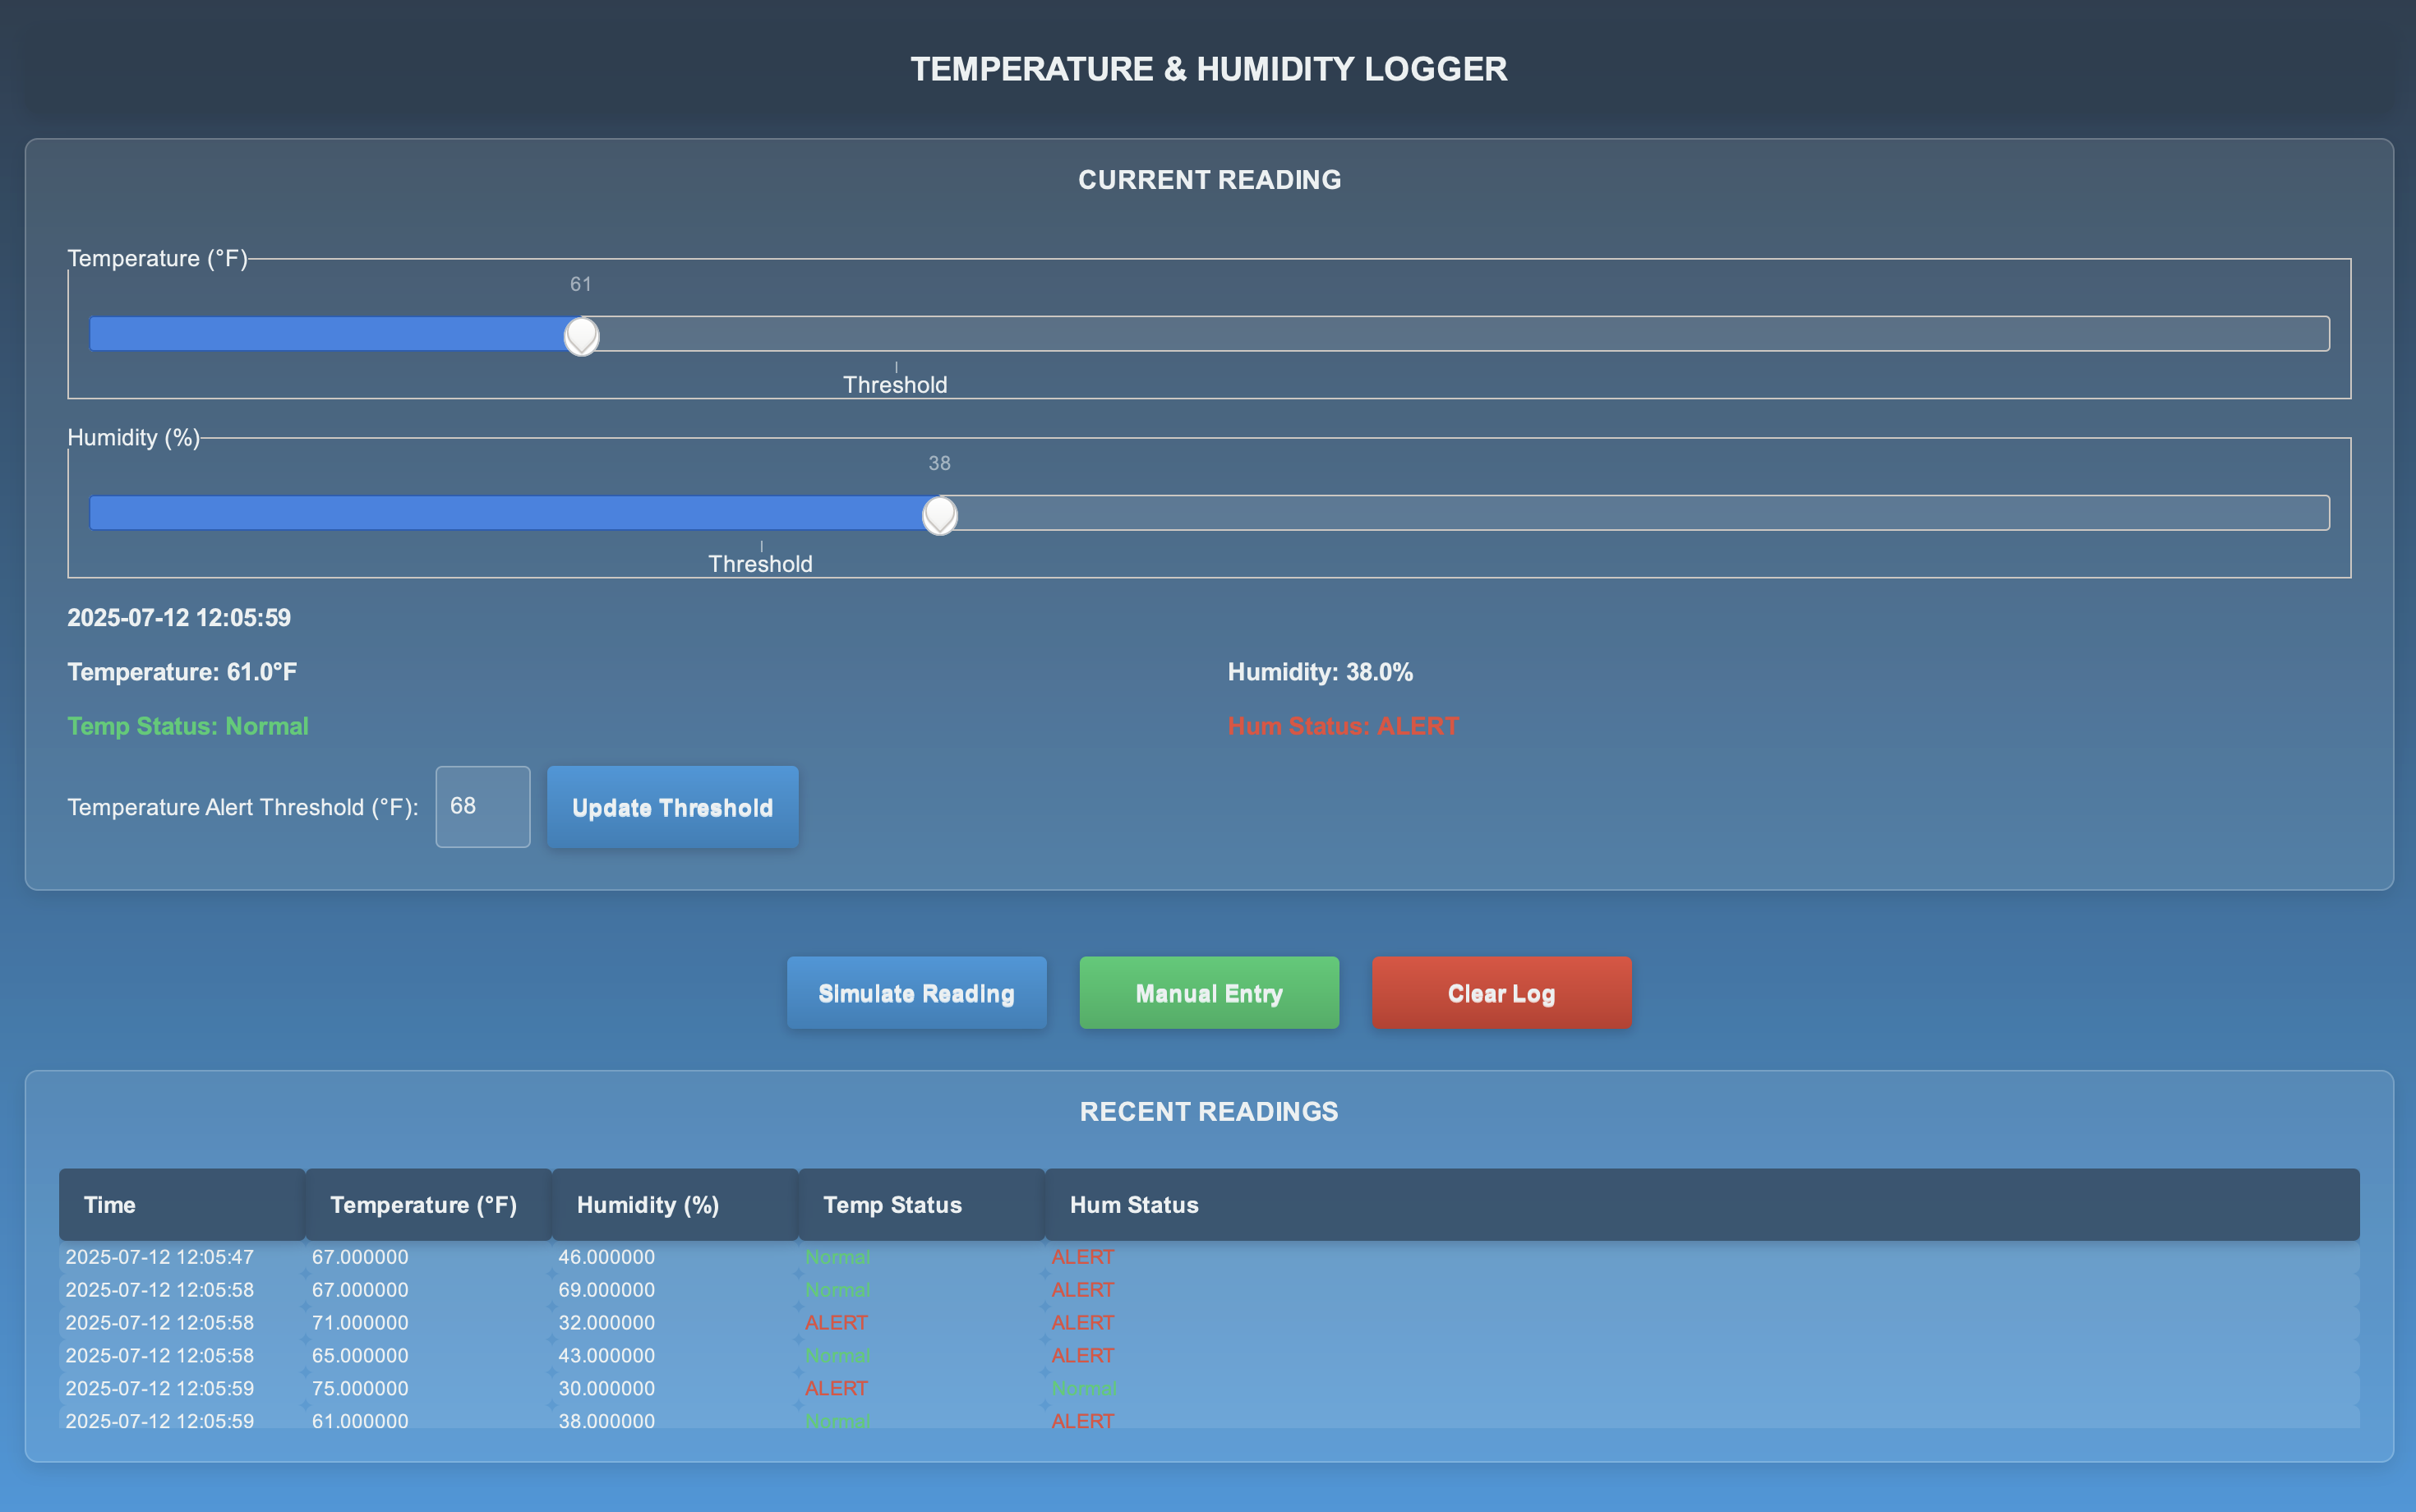 TEMPERATURE & HUMIDITY LOGGER
CURRENT READING
Temperature (°F)
61
Threshold
Humidity (%)
38
Threshold
2025-07-12 12:05:59
Temperature: 61.0°F Humidity: 38.0%
Temp Status: Normal Hum Status: ALERT
Temperature Alert Threshold (°F): 68 Update Threshold
Simulate Reading Manual Entry Clear Log
RECENT READINGS
Time Temperature (°F) Humidity (%) Temp Status Hum Status
2025-07-12 12:05:47 67.000000 46.000000 Normal ALERT
2025-07-12 12:05:58 67.000000 69.000000 Normal ALERT
2025-07-12 12:05:58 71.000000 32.000000 ALERT ALERT
2025-07-12 12:05:58 65.000000 43.000000 Normal ALERT
2025-07-12 12:05:59 75.000000 30.000000 ALERT Normal
2025-07-12 12:05:59 61.000000 38.000000 Normal ALERT